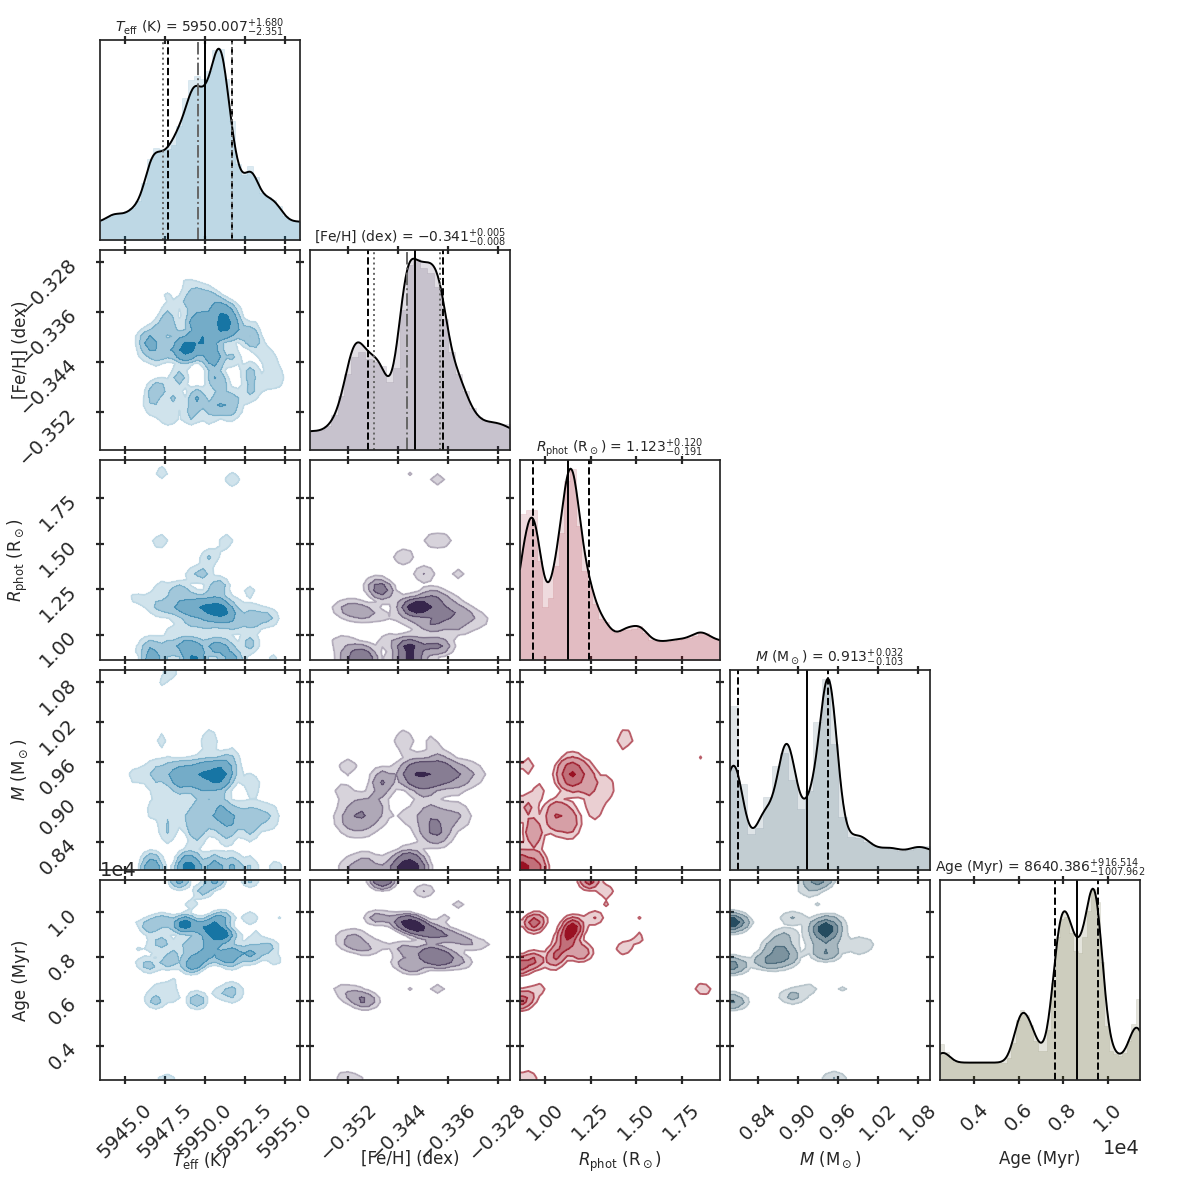 T_eff (K) = 5950.007 +1.680 −2.351
[Fe/H] (dex) = −0.341 +0.005 −0.008
−0.328
−0.336
−0.344
−0.352
[Fe/H] (dex)
R_phot (R⊙) = 1.123 +0.120 −0.191
1.75
1.50
1.25
1.00
R_phot (R⊙)
M (M⊙) = 0.913 +0.032 −0.103
1.08
1.02
0.96
0.90
0.84
M (M⊙)
1e4
Age (Myr) = 8640.386 +916.514 −1007.962
1.0
0.8
0.6
0.4
Age (Myr)
5945.0 5947.5 5950.0 5952.5 5955.0
−0.352 −0.344 −0.336 −0.328
1.00 1.25 1.50 1.75
0.84 0.90 0.96 1.02 1.08
0.4 0.6 0.8 1.0
1e4
T_eff (K) [Fe/H] (dex) R_phot (R⊙) M (M⊙) Age (Myr)